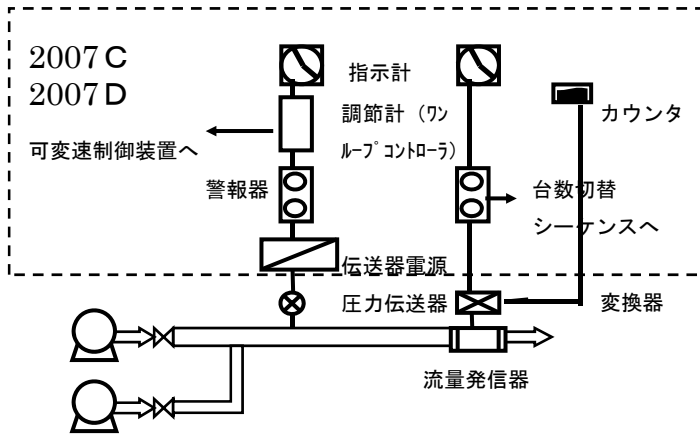 2007C
2007D
指示計
調節計（ワン
ﾙｰﾌﾟｺﾝﾄﾛｰﾗ）
カウンタ
可変速制御装置へ
警報器
台数切替
シーケンスへ
伝送器電源
圧力伝送器
変換器
流量発信器